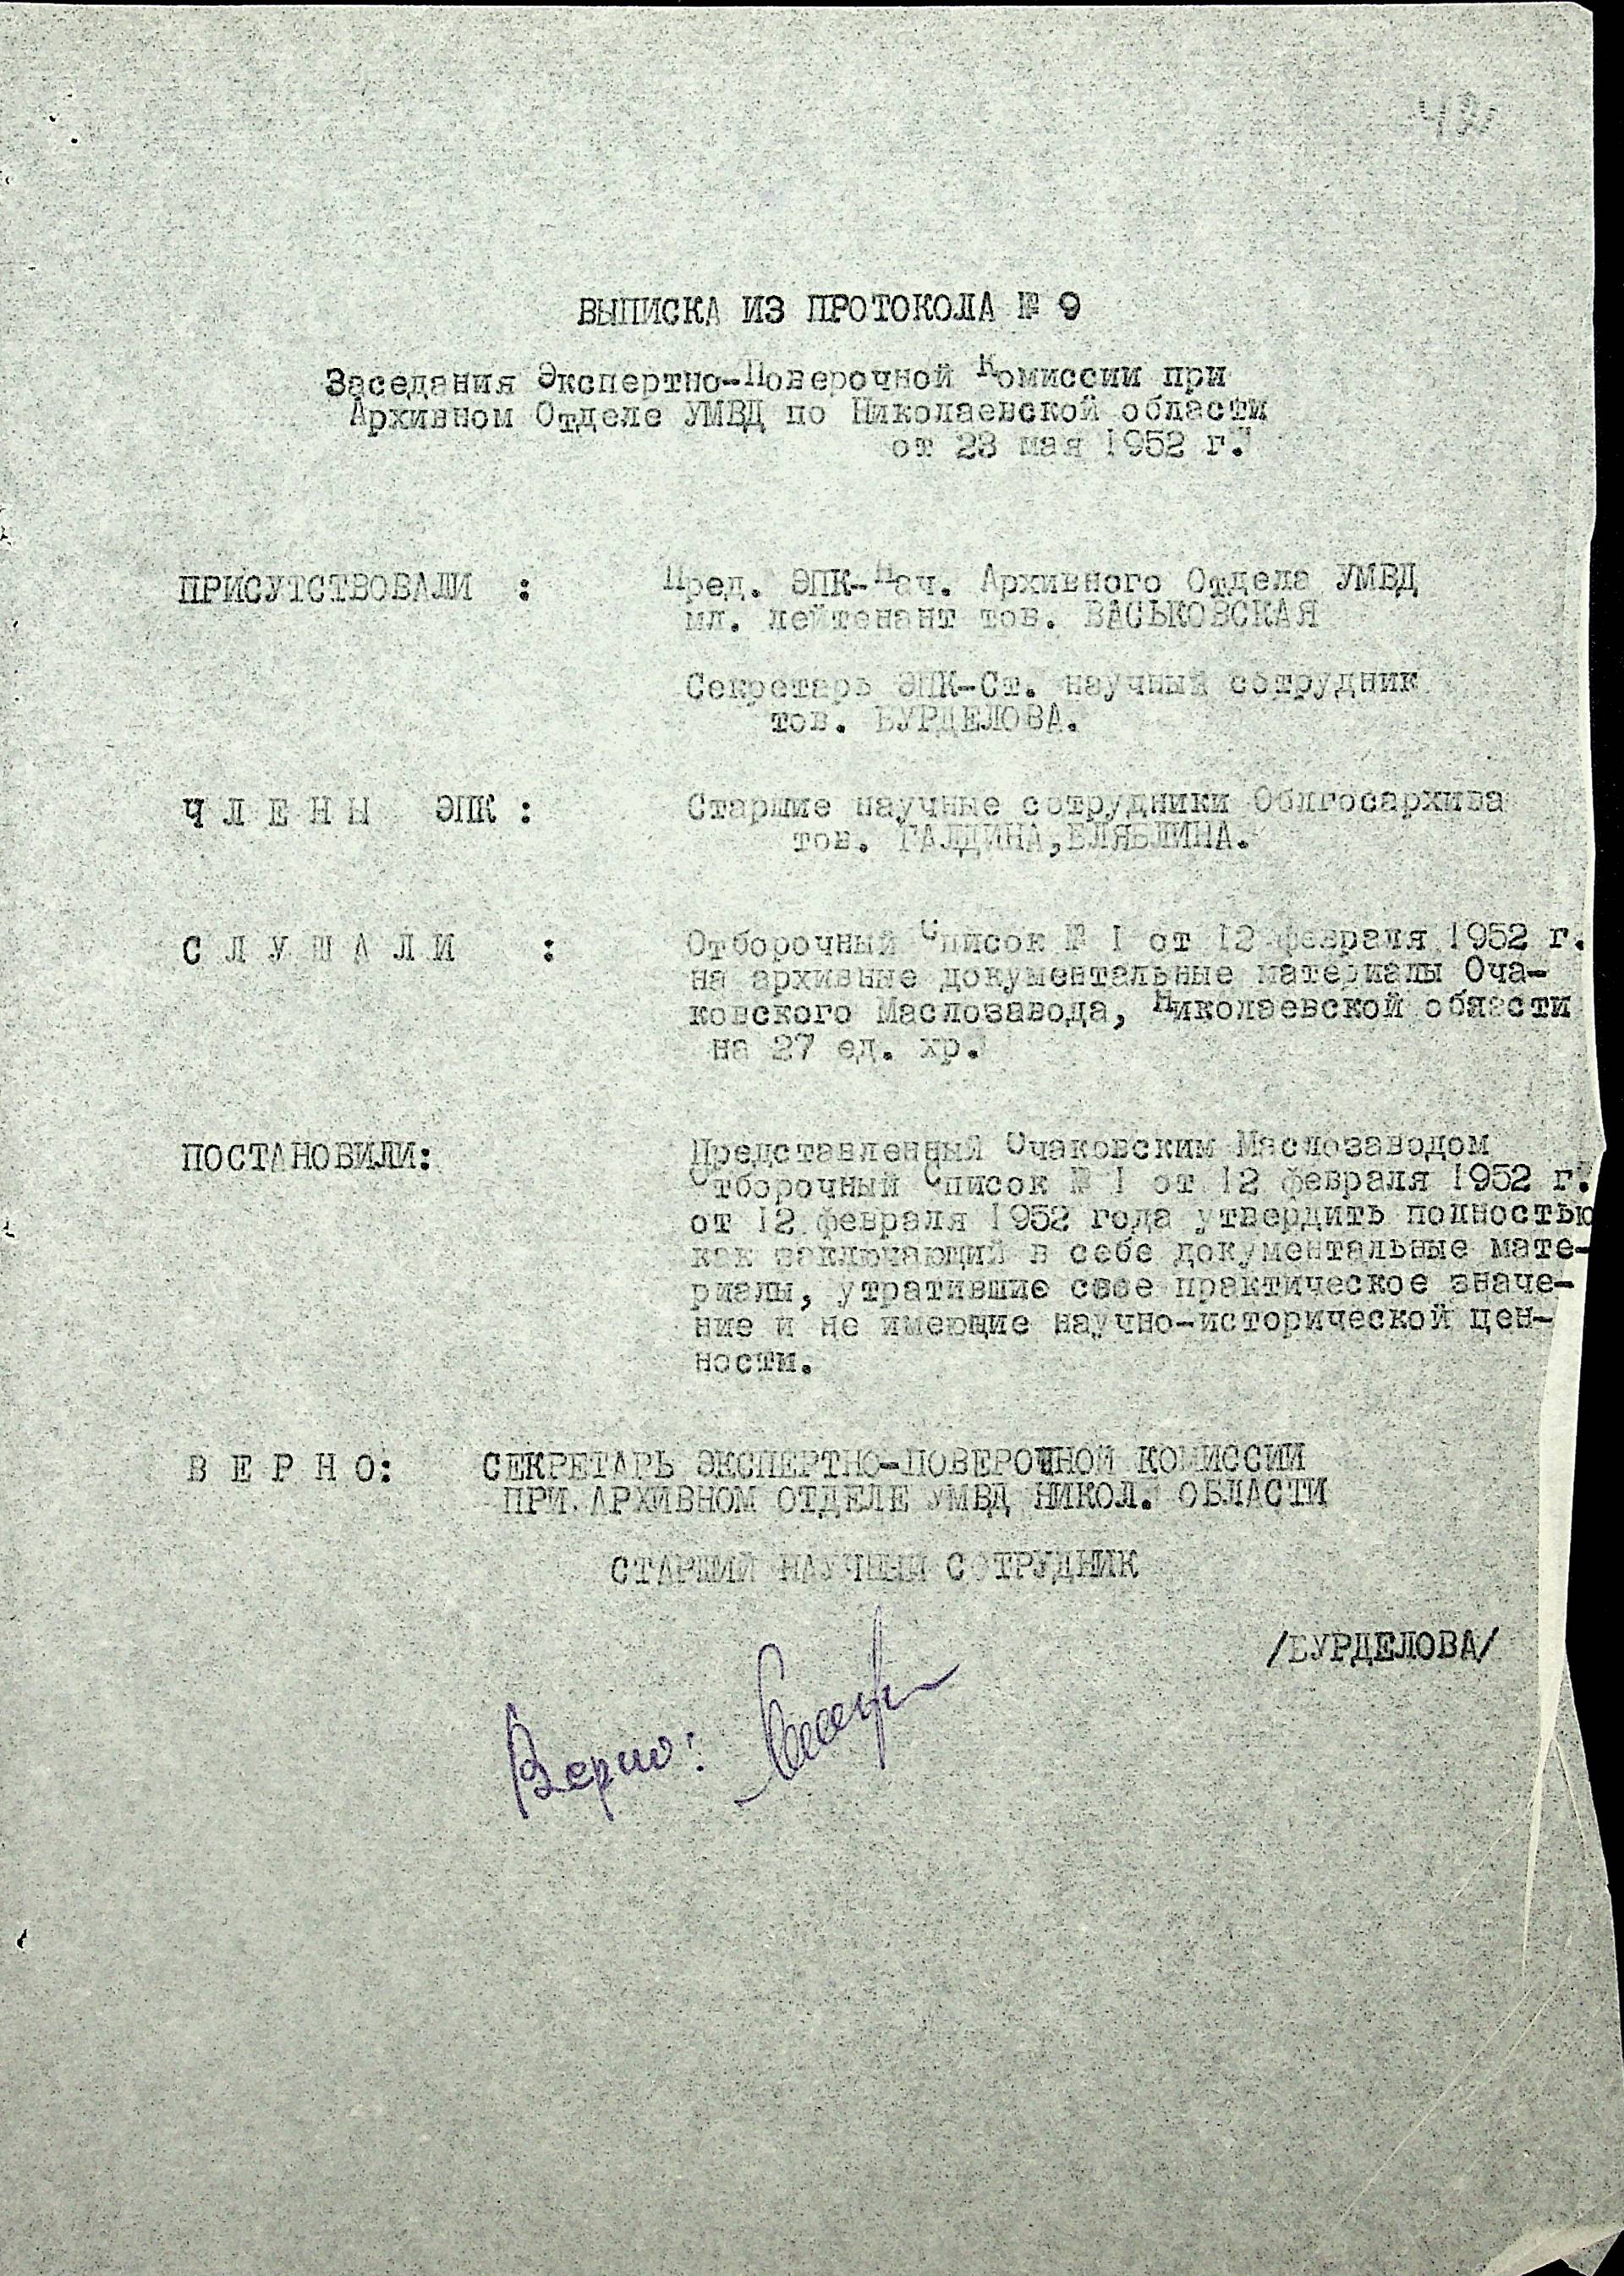 ВЫПИСКА ИЗ ПРОТОКОЛА № 9
Заседания Экспертно-Поверочной Комиссии при
Архивном Отделе УМВД по Николаевской области
от 23 мая 1952 г.
ПРИСУТСТВОВАЛИ : Пред. ЭПК-Нач. Архивного Отдела УМВД
мл. лейтенант тов. ВАСЬКОВСКАЯ
Секретарь ЭПК-Ст. научный сотрудник
тов. БУРДЕЛОВА.
Ч Л Е Н Ы ЭПК : Старшие научные сотрудники Облгосархива
тов. ГАЛДИНА,
С Л У Ш А Л И : Отборочный Список № 1 от 12 февраля 1952 г.
на архивные документальные материалы Оча-
ковского Маслозавода, Николаевской области
на 27 ед. хр.
ПОСТАНОВИЛИ: Представленный Очаковским Маслозаводом
Отборочный Список № 1 от 12 февраля 1952 г.
от 12 февраля 1952 года утвердить полностью
как заключающий в себе документальные мате-
риалы, утратившие свое практическое значе-
ние и не имеющие научно-исторической цен-
ности.
В Е Р Н О: СЕКРЕТАРЬ ЭКСПЕРТНО-ПОВЕРОЧНОЙ КОМИССИИ
ПРИ АРХИВНОМ ОТДЕЛЕ УМВД НИКОЛ. ОБЛАСТИ
СТАРШИЙ НАУЧНЫЙ СОТРУДНИК
/БУРДЕЛОВА/
Верно: